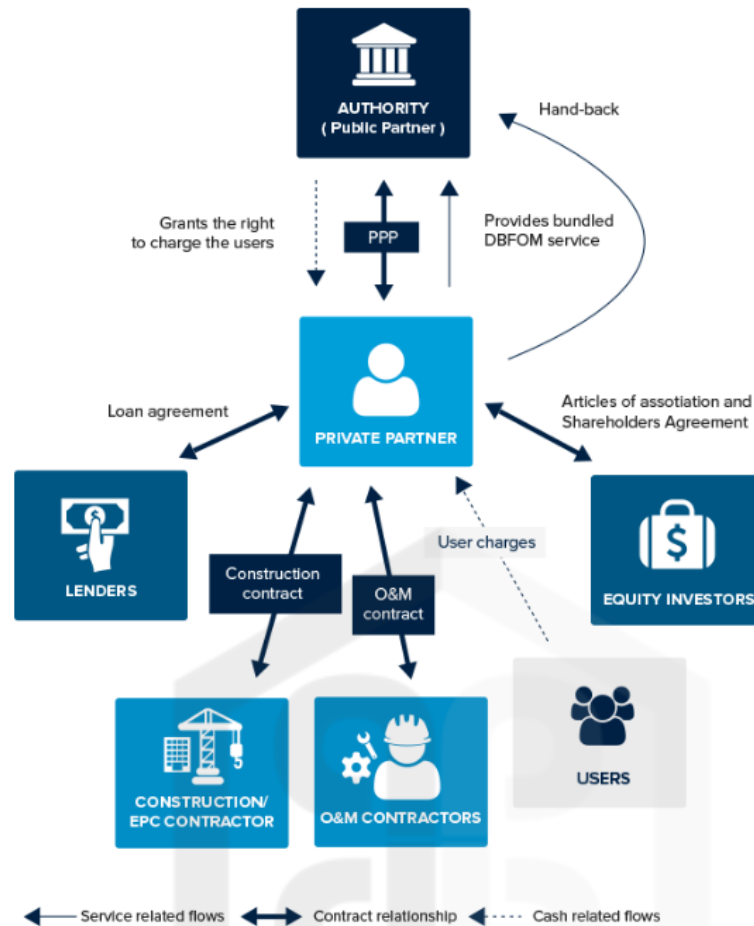 AUTHORITY
( Public Partner )
Hand-back
Grants the right
to charge the users
PPP
Provides bundled
DBFOM service
PRIVATE PARTNER
Loan agreement
Articles of assotiation and
Shareholders Agreement
$
LENDERS
Construction
contract
O&M
contract
User charges
$
EQUITY INVESTORS
CONSTRUCTION/
EPC CONTRACTOR
O&M CONTRACTORS
USERS
Service related flows
Contract relationship
Cash related flows